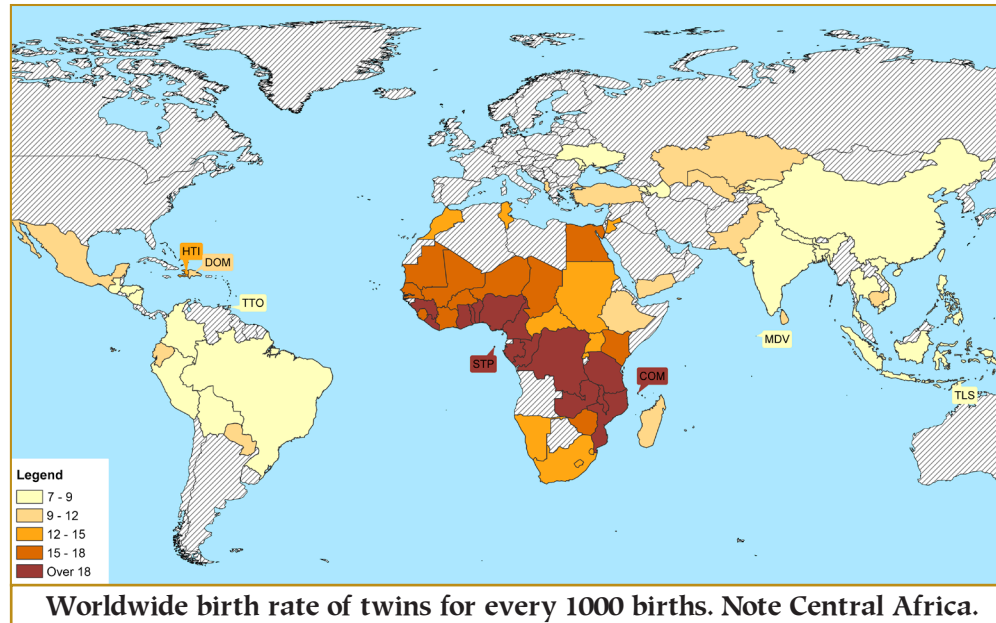 HTI
DOM
TTO
STP
COM
MDV
TLS
Legend
7 - 9
9 - 12
12 - 15
15 - 18
Over 18
Worldwide birth rate of twins for every 1000 births. Note Central Africa.